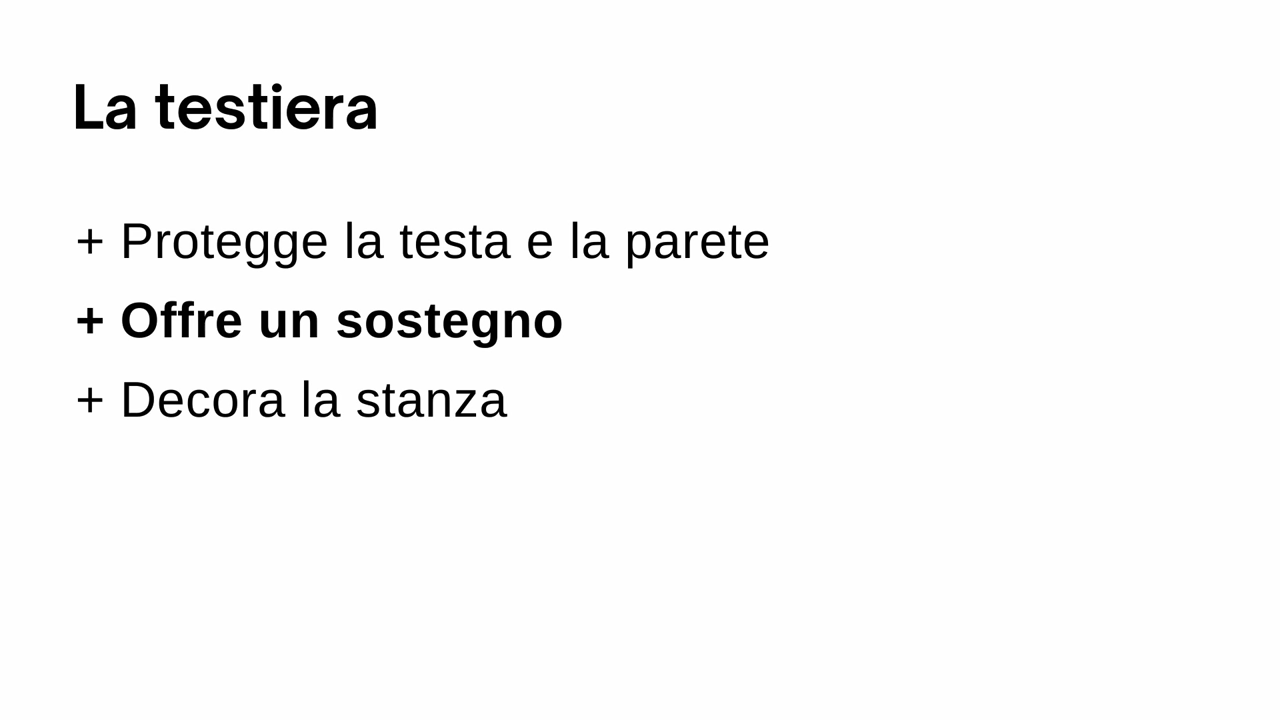 La testiera
+ Protegge la testa e la parete
+ Offre un sostegno
+ Decora la stanza